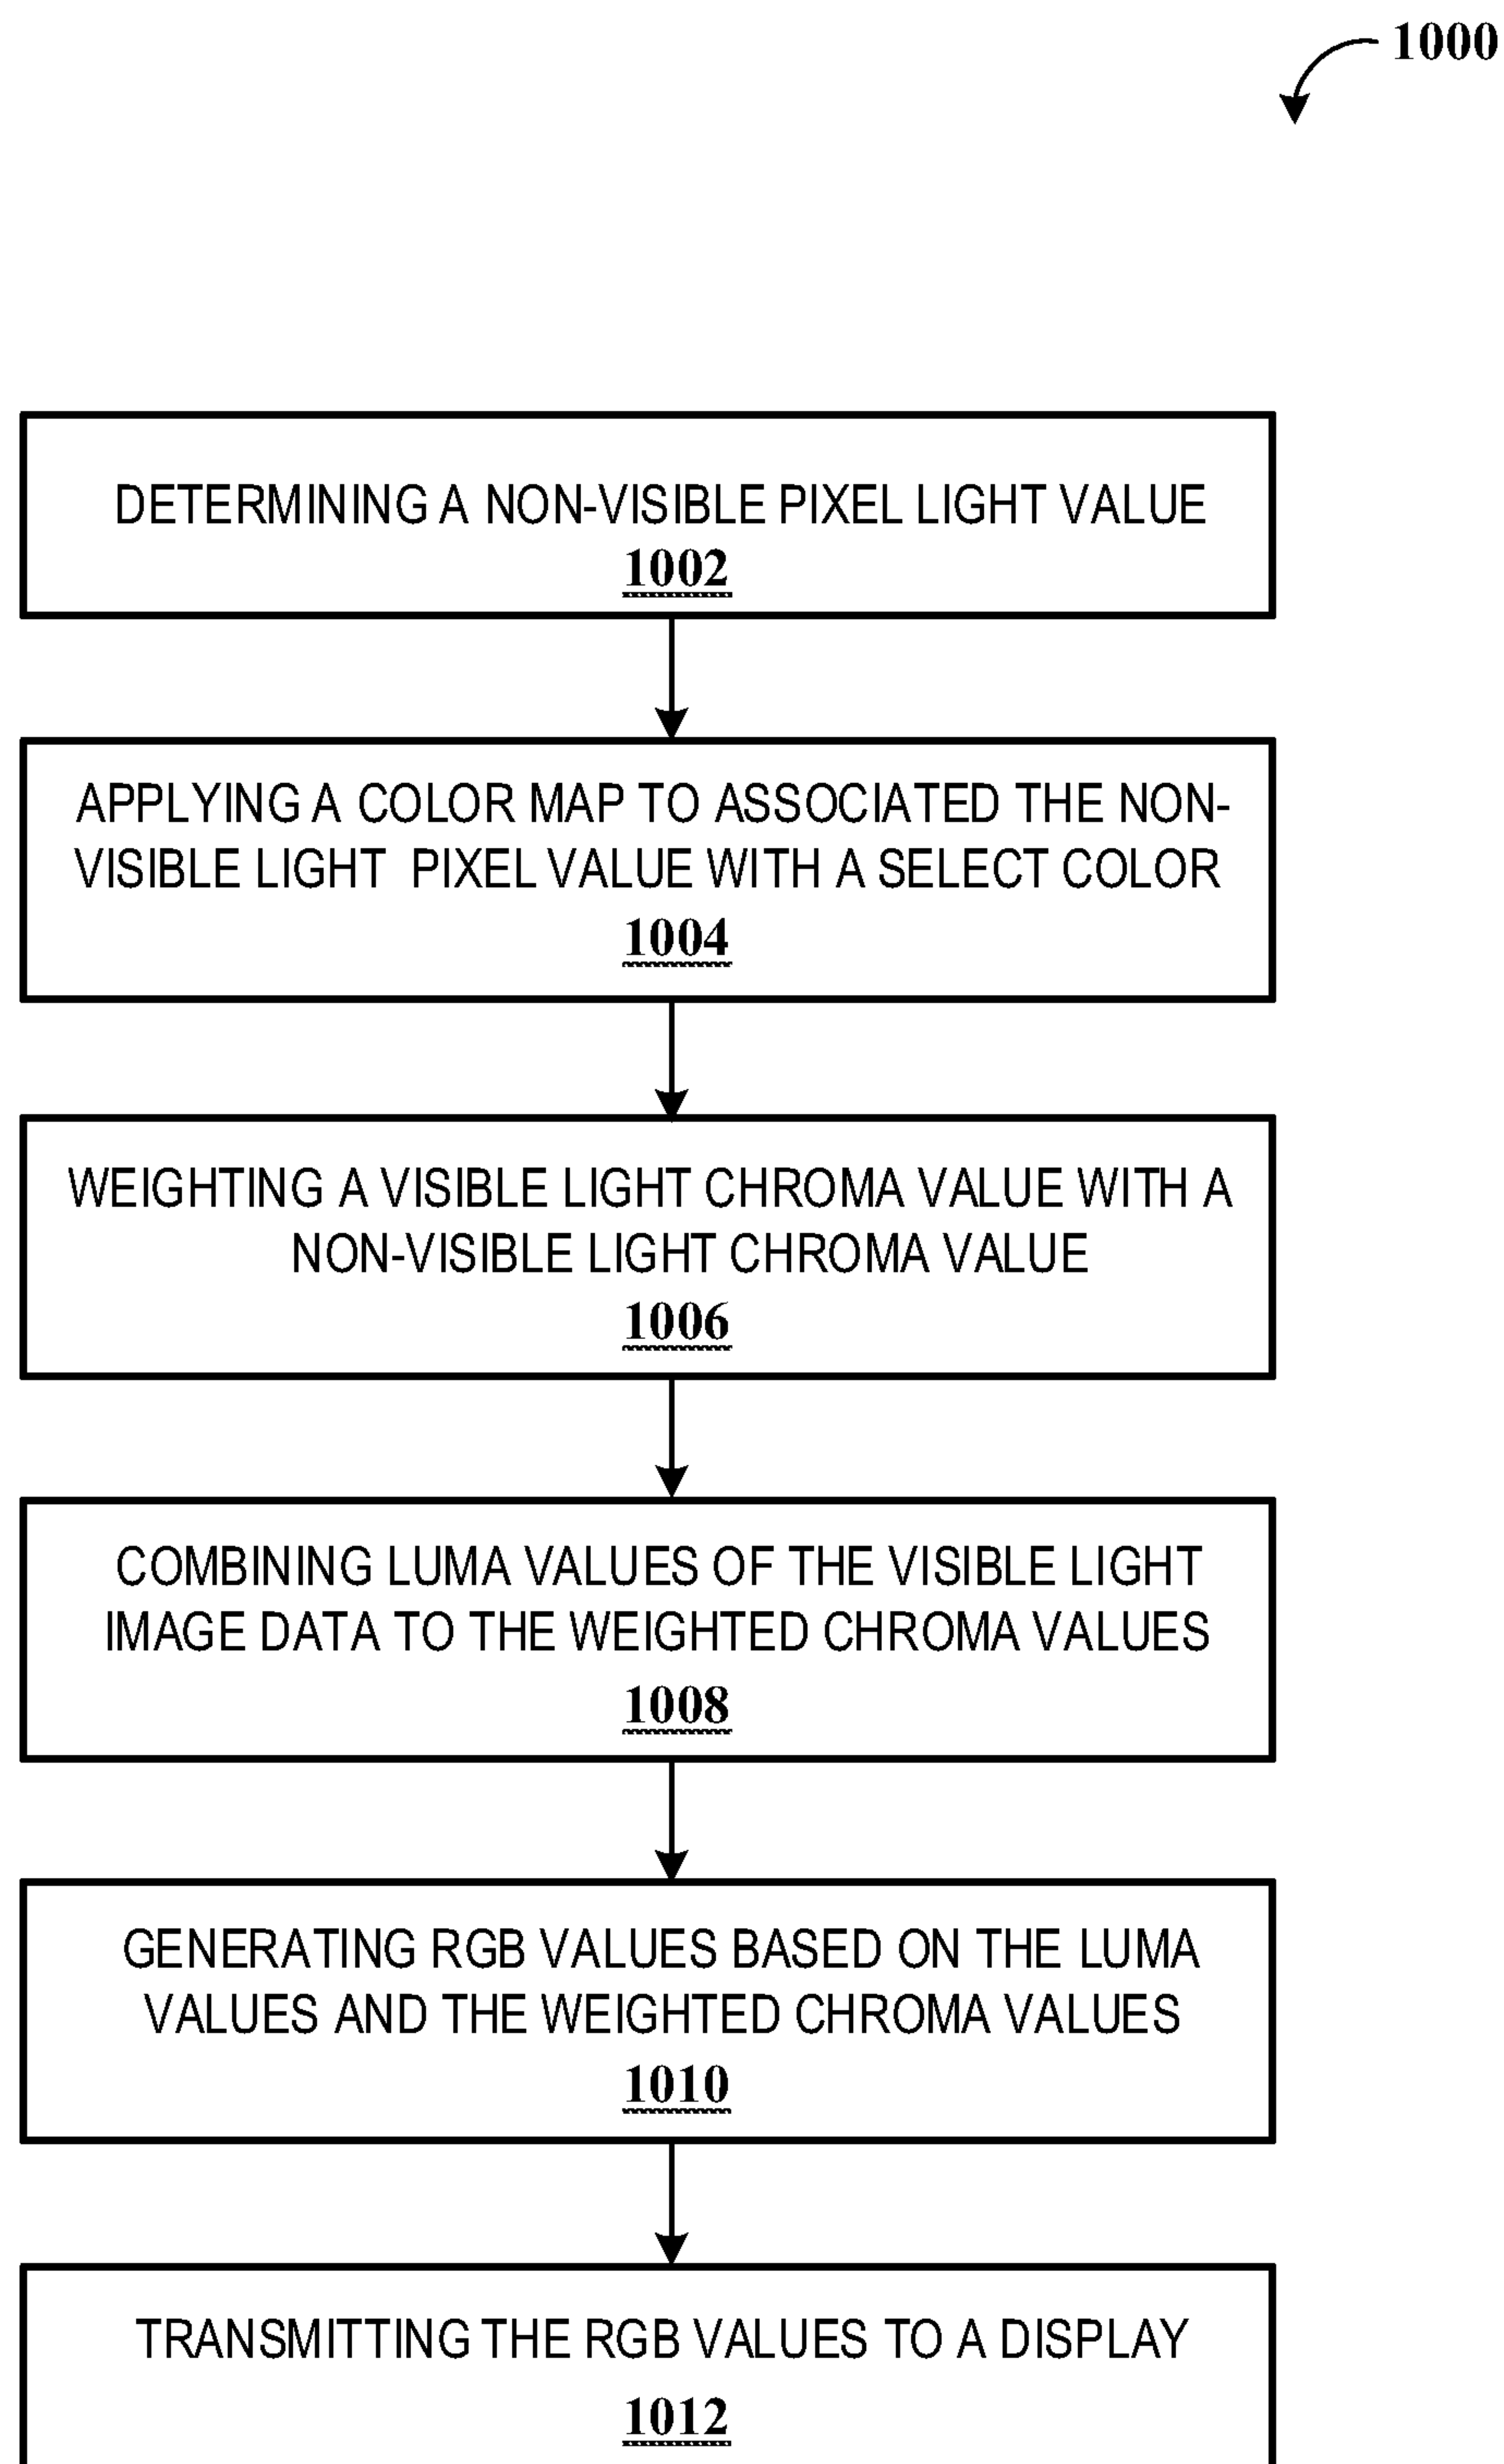 1000
DETERMINING A NON-VISIBLE PIXEL LIGHT VALUE
1002
APPLYING A COLOR MAP TO ASSOCIATED THE NON-
VISIBLE LIGHT PIXEL VALUE WITH A SELECT COLOR
1004
WEIGHTING A VISIBLE LIGHT CHROMA VALUE WITH A
NON-VISIBLE LIGHT CHROMA VALUE
1006
COMBINING LUMA VALUES OF THE VISIBLE LIGHT
IMAGE DATA TO THE WEIGHTED CHROMA VALUES
1008
GENERATING RGB VALUES BASED ON THE LUMA
VALUES AND THE WEIGHTED CHROMA VALUES
1010
TRANSMITTING THE RGB VALUES TO A DISPLAY
1012